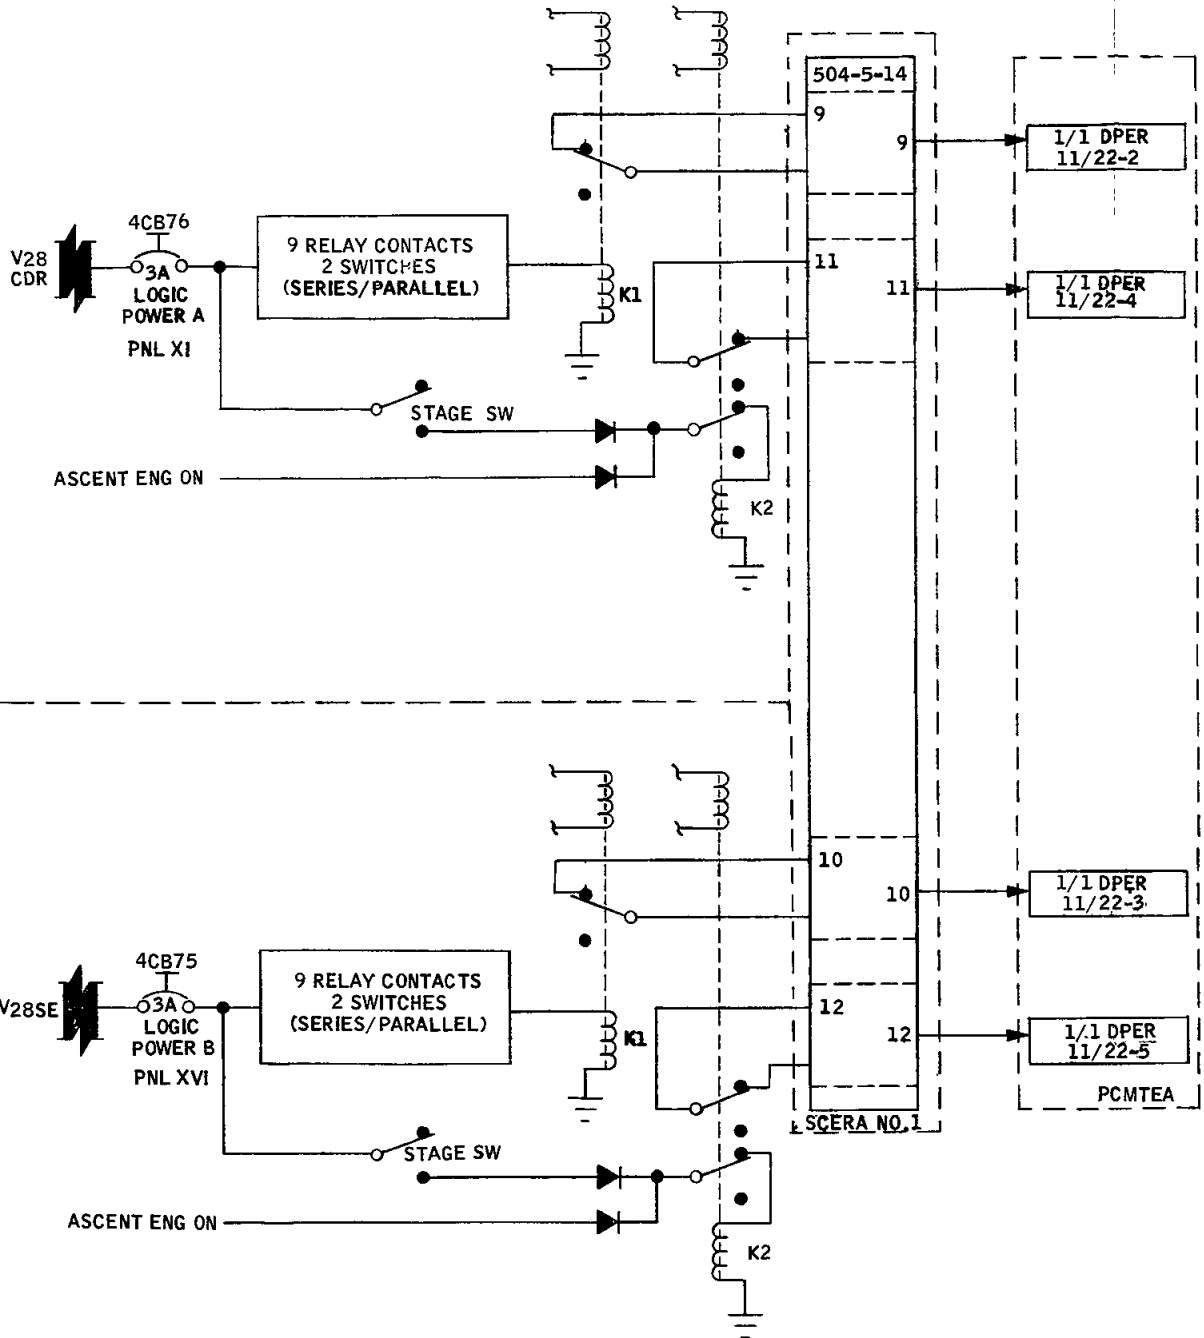 504-5-14
9
9
1/1 DPER
11/22-2
4CB76
V28
CDR
3A
LOGIC
POWER A
PNL XI
9 RELAY CONTACTS
2 SWITCHES
(SERIES/PARALLEL)
K1
11
11
1/1 DPER
11/22-4
STAGE SW
ASCENT ENG ON
K2
10
10
1/1 DPER
11/22-3
4CB75
V28SE
3A
LOGIC
POWER B
PNL XVI
9 RELAY CONTACTS
2 SWITCHES
(SERIES/PARALLEL)
K1
12
12
1/1 DPER
11/22-5
PCMTEA
SCERA NO.1
STAGE SW
ASCENT ENG ON
K2